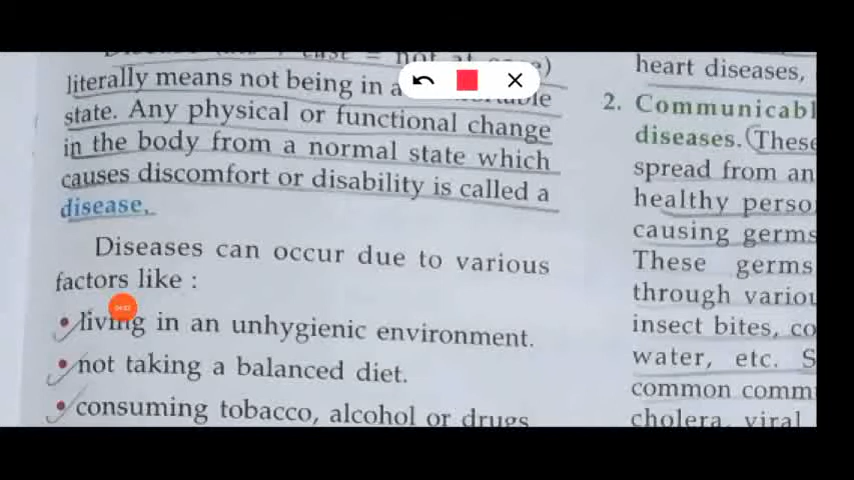 literally means not being in a
state. Any physical or functional change
in the body from a normal state which
causes discomfort or disability is called a
disease.
Diseases can occur due to various
factors like :
• living in an unhygienic environment.
• not taking a balanced diet.
• consuming tobacco, alcohol or drugs
heart diseases,
2. Communicabl
diseases. (These
spread from an
healthy perso
causing germs
These germs
through variou
insect bites, co
water, etc. S
common comm
cholera, viral